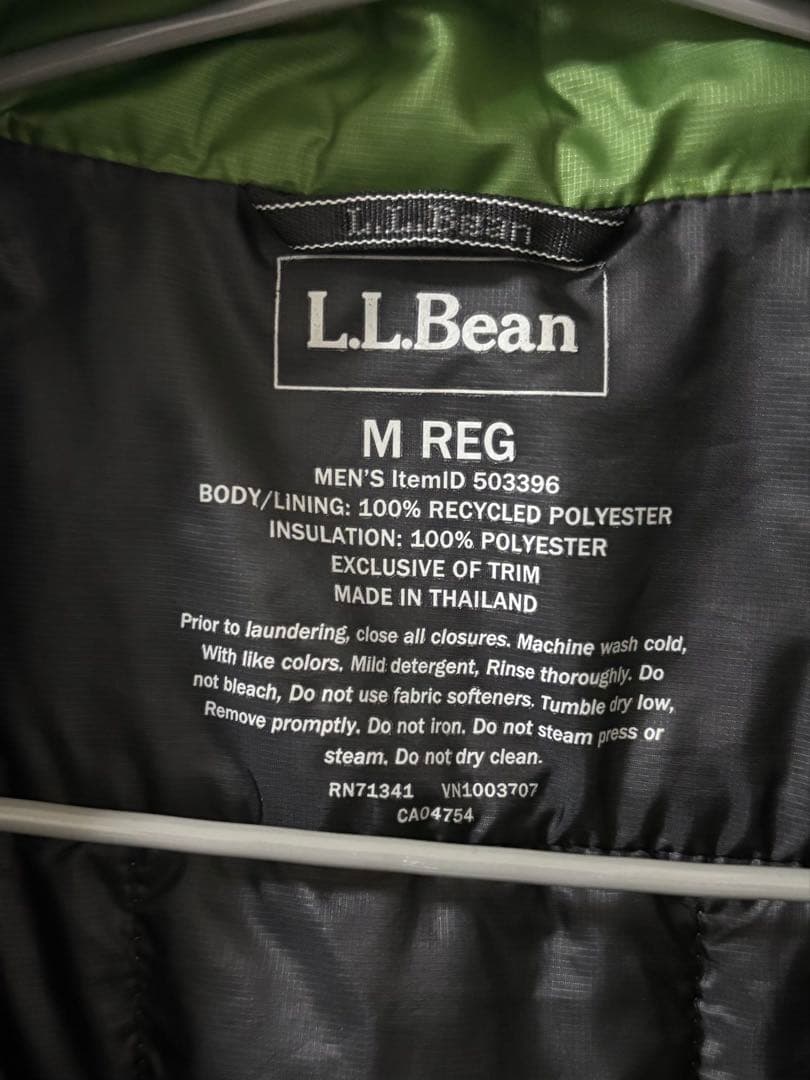 L.L.Bean
L.L.Bean
M REG
MEN'S ItemID 503396
BODY/LINING: 100% RECYCLED POLYESTER
INSULATION: 100% POLYESTER
EXCLUSIVE OF TRIM
MADE IN THAILAND
Prior to laundering, close all closures. Machine wash cold,
With like colors. Mild detergent, Rinse thoroughly. Do
not bleach, Do not use fabric softeners. Tumble dry low,
Remove promptly. Do not iron. Do not steam press or
steam. Do not dry clean.
RN71341 VN1003707
CA04754